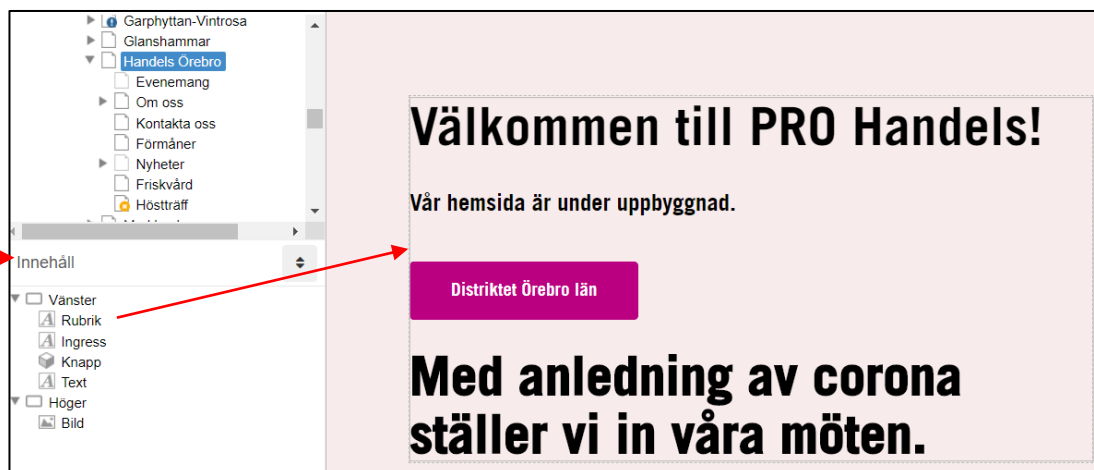 Garphyttan-Vintrosa
Glanshammar
Handels Örebro
Evenemang
Om oss
Kontakta oss
Förmåner
Nyheter
Friskvård
Höstträff
Innehåll
Vänster
Rubrik
Ingress
Knapp
Text
Höger
Bild
Välkommen till PRO Handels!
Vår hemsida är under uppbyggnad.
Distriktet Örebro län
Med anledning av corona
ställer vi in våra möten.